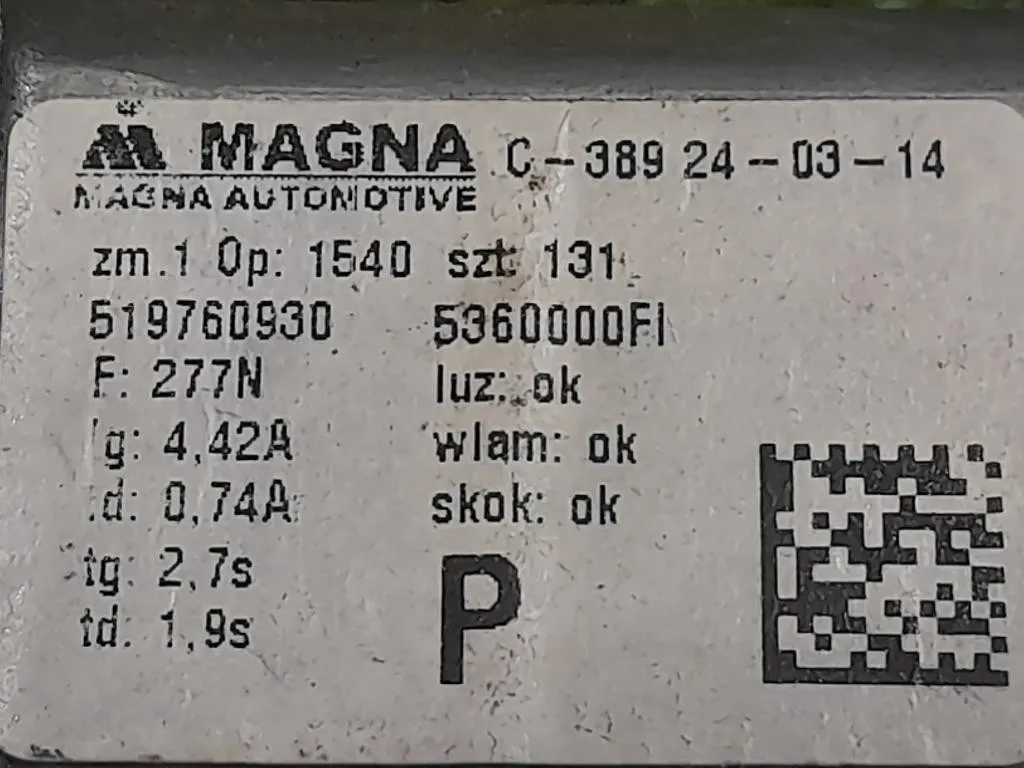 MAGNA C-389 24-03-14
MAGNA AUTOMOTIVE
zm.1 Op: 1540 szt: 131
519760930 5360000FI
F: 277N luz: ok
Ig: 4,42A wlam: ok
Id: 0,74A skok: ok
tg: 2,7s
td: 1,9s
P